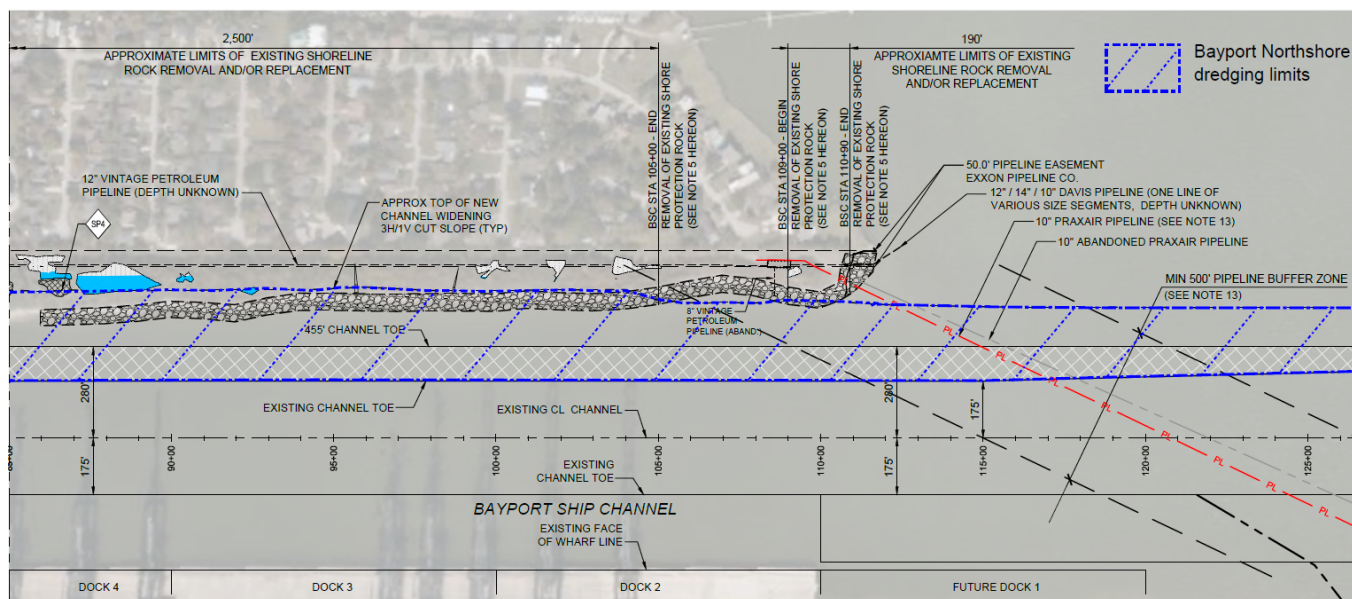 2,500'
APPROXIMATE LIMITS OF EXISTING SHORELINE
ROCK REMOVAL AND/OR REPLACEMENT
190'
APPROXIAMTE LIMITS OF EXISTING
SHORELINE ROCK REMOVAL
AND/OR REPLACEMENT
Bayport Northshore
dredging limits
BSC STA 105+00 - END
REMOVAL OF EXISTING SHORE
PROTECTION ROCK
(SEE NOTE 5 HEREON)
BSC STA 109+00 - BEGIN
REMOVAL OF EXISTING SHORE
PROTECTION ROCK
(SEE NOTE 5 HEREON)
BSC STA 110+90 - END
REMOVAL OF EXISTING SHORE
PROTECTION ROCK
(SEE NOTE 5 HEREON)
50.0' PIPELINE EASEMENT
EXXON PIPELINE CO.
12" / 14" / 10" DAVIS PIPELINE (ONE LINE OF
VARIOUS SIZE SEGMENTS, DEPTH UNKNOWN)
10" PRAXAIR PIPELINE (SEE NOTE 13)
10" ABANDONED PRAXAIR PIPELINE
MIN 500' PIPELINE BUFFER ZONE
(SEE NOTE 13)
12" VINTAGE PETROLEUM
PIPELINE (DEPTH UNKNOWN)
SP4
APPROX TOP OF NEW
CHANNEL WIDENING
3H/1V CUT SLOPE (TYP)
8" VINTAGE
PETROLEUM
PIPELINE (ABAND.)
455' CHANNEL TOE
PL
PL
PL
PL
PL
PL
PL
280'
EXISTING CHANNEL TOE
EXISTING CL CHANNEL
280'
175'
90+00
95+00
100+00
105+00
110+00
115+00
120+00
125+00
175'
EXISTING
CHANNEL TOE
175'
BAYPORT SHIP CHANNEL
EXISTING FACE
OF WHARF LINE
DOCK 4
DOCK 3
DOCK 2
FUTURE DOCK 1